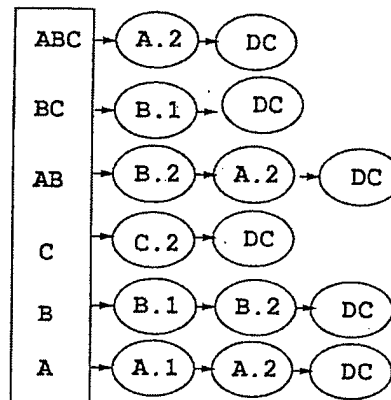 ABC A.2 DC
BC B.1 DC
AB B.2 A.2 DC
C C.2 DC
B B.1 B.2 DC
A A.1 A.2 DC